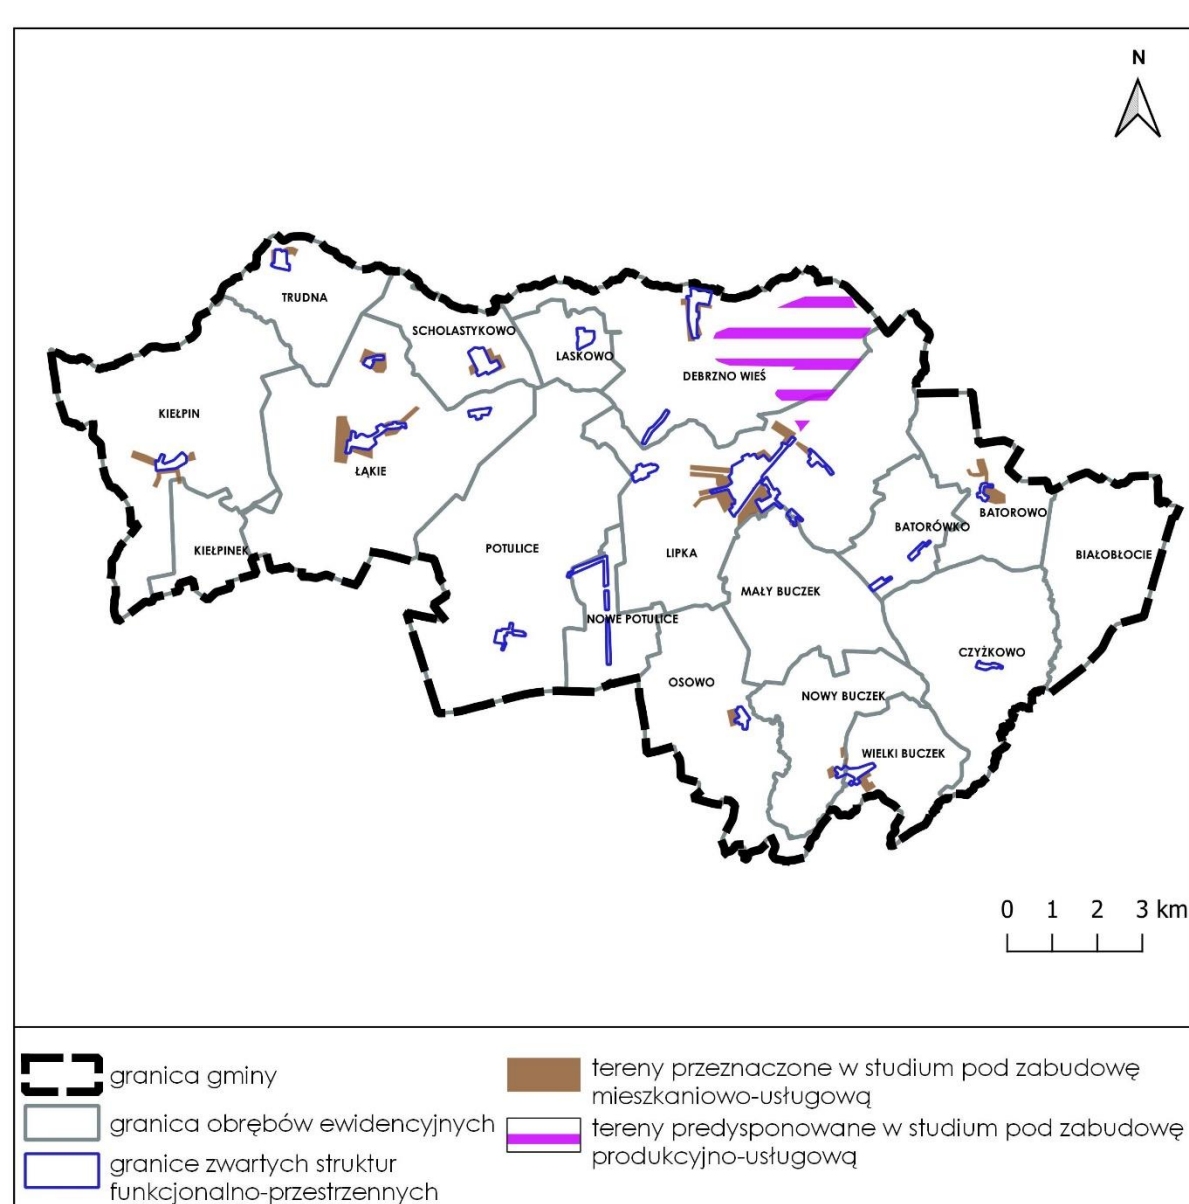 N
TRUDNA
SCHOLASTYKOWO
LASKOWO
DEBRZNO WIEŚ
KIEŁPIN
ŁĄKIE
BATOROWO
BATORÓWKO
KIEŁPINEK
POTULICE
LIPKA
BIAŁOBŁOCIE
MAŁY BUCZEK
NOWE POTULICE
CZYŻKOWO
OSOWO
NOWY BUCZEK
WIELKI BUCZEK
0 1 2 3 km
granica gminy
granica obrębów ewidencyjnych
granice zwartych struktur
funkcjonalno-przestrzennych
tereny przeznaczone w studium pod zabudowę
mieszkaniowo-usługową
tereny predysponowane w studium pod zabudowę
produkcyjno-usługową